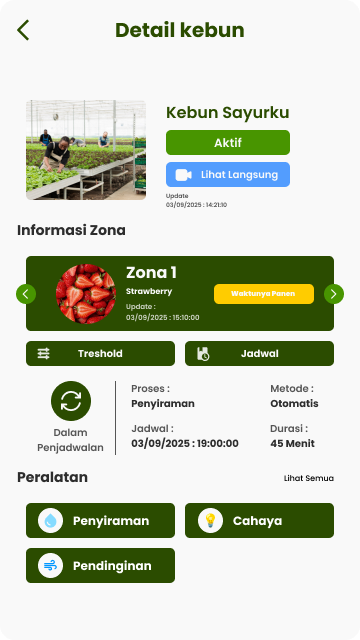 Detail kebun
Kebun Sayurku
Aktif
Lihat Langsung
Update
03/09/2025 : 14:21:10
Informasi Zona
Zona 1
Strawberry
Update :
03/09/2025 : 15:10:00
Waktunya Panen
Treshold
Jadwal
Dalam
Penjadwalan
Proses :
Penyiraman
Metode :
Otomatis
Jadwal :
03/09/2025 : 19:00:00
Durasi :
45 Menit
Peralatan
Lihat Semua
Penyiraman
Cahaya
Pendinginan